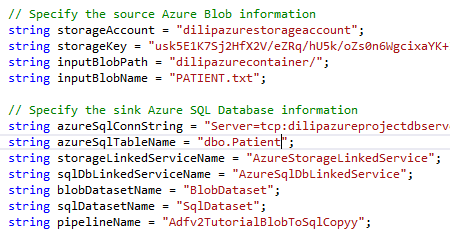 // Specify the source Azure Blob information
string storageAccount = "dilipazurestorageaccount";
string storageKey = "usk5E1K7Sj2HfX2V/eZRq/hU5k/oZs0n6WgcixaYK+
string inputBlobPath = "dilipazurecontainer/";
string inputBlobName = "PATIENT.txt";
// Specify the sink Azure SQL Database information
string azureSqlConnString = "Server=tcp:dilipazureprojectdbserv
string azureSqlTableName = "dbo.Patient";
string storageLinkedServiceName = "AzureStorageLinkedService";
string sqlDbLinkedServiceName = "AzureSqlDbLinkedService";
string blobDatasetName = "BlobDataset";
string sqlDatasetName = "SqlDataset";
string pipelineName = "Adfv2TutorialBlobToSqlCopyy";